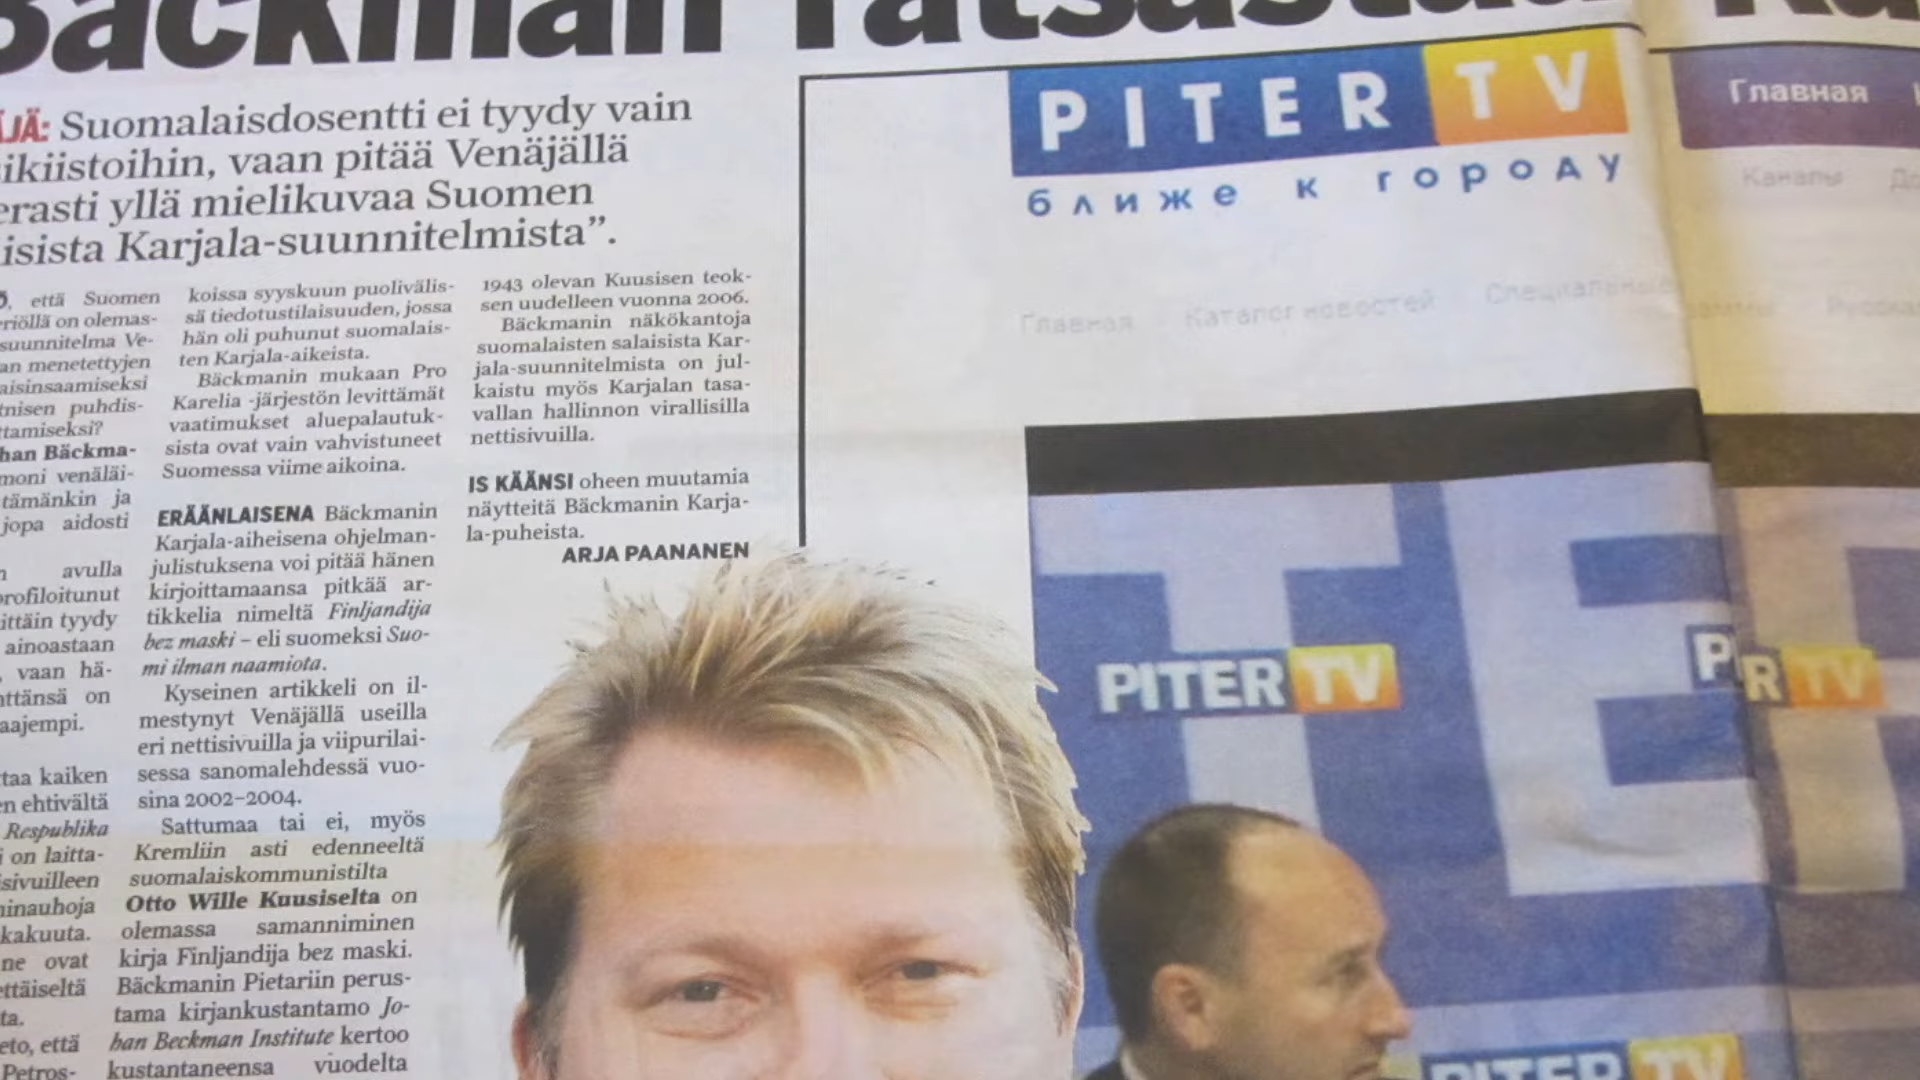 Bäckman ratsastaa
JÄ: Suomalaisdosentti ei tyydy vain
ikiistoihin, vaan pitää Venäjällä
erasti yllä mielikuvaa Suomen
isista Karjala-suunnitelmista”.
, että Suomen
eriöllä on olemas-
suunnitelma Ve-
an menetettyjen
aisinsaamiseksi
tnisen puhdis-
ttamiseksi?
han Bäckma-
moni venäläi-
tämänkin ja
jopa aidosti
n avulla
profiloitunut
ittäin tyydy
ainoastaan
, vaan hä-
nttänsä on
aajempi.
taa kaiken
en ehtivältä
Respublika
i on laitta-
sivuilleen
ninauhoja
kakuuta.
ne ovat
ettäiseltä
ta.
eto, että
Petros-
koissa syyskuun puolivälis-
sä tiedotustilaisuuden, jossa
hän oli puhunut suomalais-
ten Karjala-aikeista.
Bäckmanin mukaan Pro
Karelia -järjestön levittämät
vaatimukset aluepalautuk-
sista ovat vain vahvistuneet
Suomessa viime aikoina.
ERÄÄNLAISENA Bäckmanin
Karjala-aiheisena ohjelman-
julistuksena voi pitää hänen
kirjoittamaansa pitkää ar-
tikkelia nimeltä Finljandija
bez maski – eli suomeksi Suo-
mi ilman naamiota.
Kyseinen artikkeli on il-
mestynyt Venäjällä useilla
eri nettisivuilla ja viipurilai-
sessa sanomalehdessä vuo-
sina 2002–2004.
Sattumaa tai ei, myös
Kremliin asti edenneeltä
suomalaiskommunistilta
Otto Wille Kuusiselta on
olemassa samanniminen
kirja Finljandija bez maski.
Bäckmanin Pietariin perus-
tama kirjankustantamo Jo-
han Beckman Institute kertoo
kustantaneensa vuodelta
1943 olevan Kuusisen teok-
sen uudelleen vuonna 2006.
Bäckmanin näkökantoja
suomalaisten salaisista Kar-
jala-suunnitelmista on jul-
kaistu myös Karjalan tasa-
vallan hallinnon virallisilla
nettisivuilla.
IS KÄÄNSI oheen muutamia
näytteitä Bäckmanin Karja-
la-puheista.
ARJA PAANANEN
PITER TV
ближе к городу
Главная
Каналы
Главная Каталог новостей Специальные
PITER TV
P R TV
PITER TV